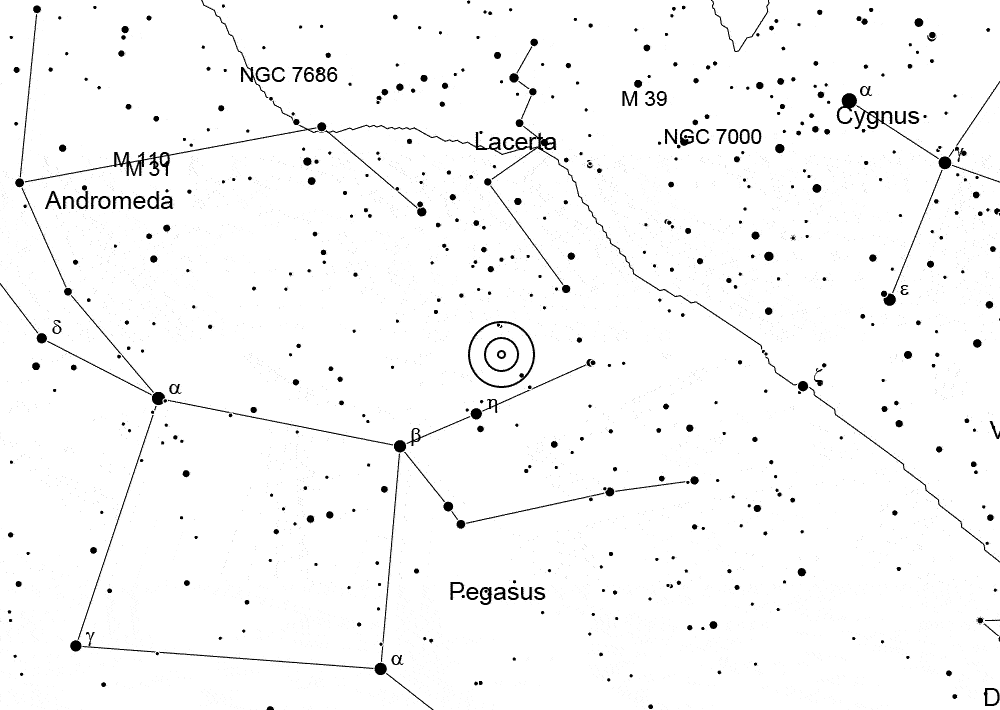 NGC 7686
M 39
α
Cygnus
NGC 7000
Lacerta
γ
M 110
M 31
Andromeda
ε
δ
ζ
α
η
β
V
Pegasus
γ
α
D